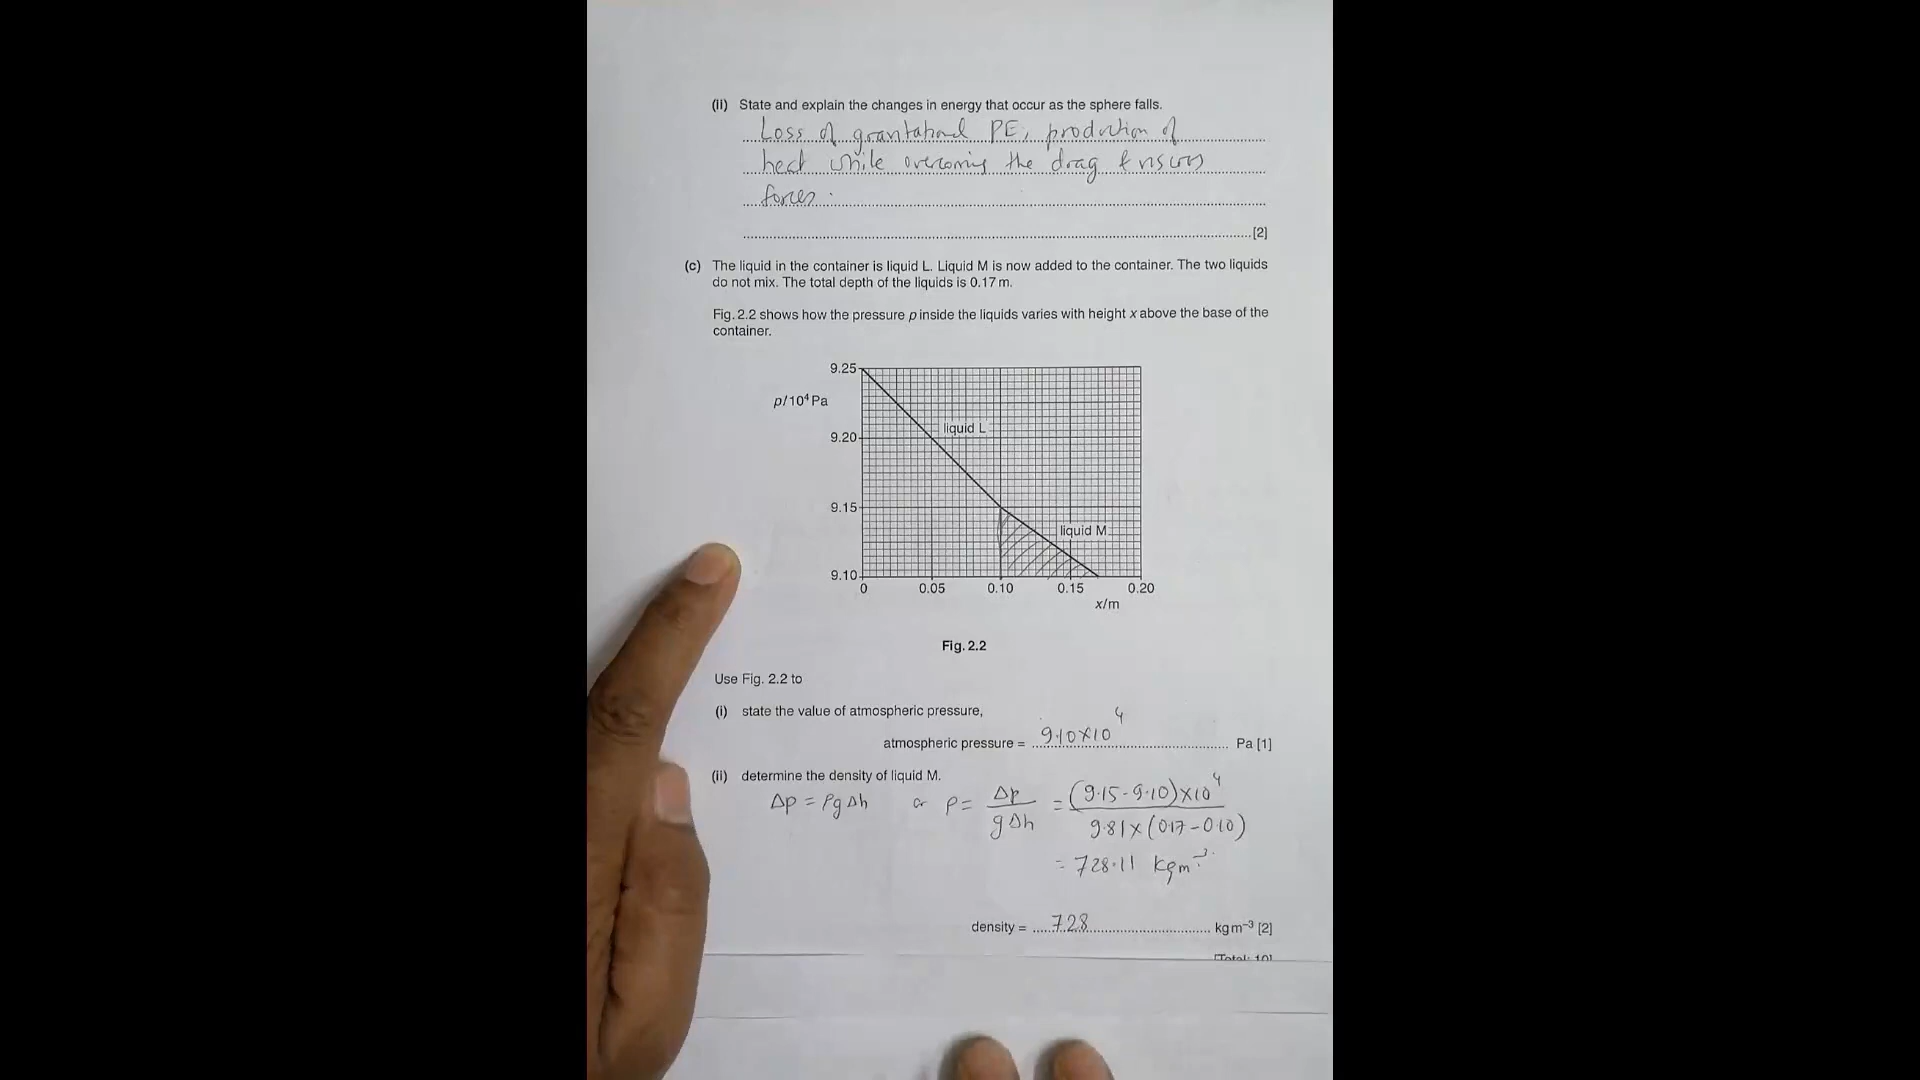 (ii) State and explain the changes in energy that occur as the sphere falls.
Loss of gravitational PE, production of
heat while overcoming the drag & viscous
forces.
[2]
(c) The liquid in the container is liquid L. Liquid M is now added to the container. The two liquids
do not mix. The total depth of the liquids is 0.17 m.
Fig. 2.2 shows how the pressure p inside the liquids varies with height x above the base of the
container.
9.25
p/10⁴ Pa
liquid L
9.20
9.15
liquid M
9.10
0 0.05 0.10 0.15 0.20
x/m
Fig. 2.2
Use Fig. 2.2 to
(i) state the value of atmospheric pressure,
atmospheric pressure = 9.10×10⁴ Pa [1]
(ii) determine the density of liquid M.
Δp = ρgΔh or ρ = Δp/gΔh = (9.15-9.10)×10⁴/9.81×(0.17-0.10)
= 728.11 kgm⁻³
density = 728 kg m⁻³ [2]
[Total: 10]